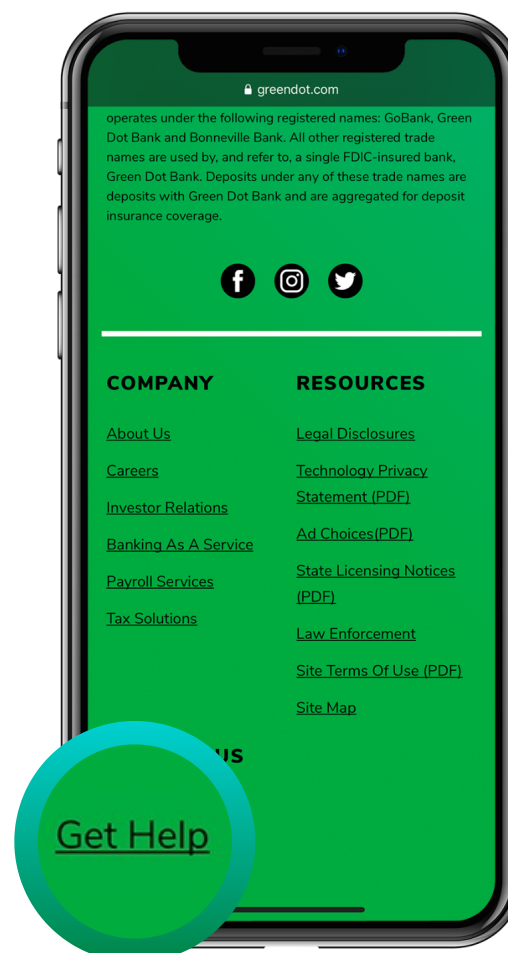 greendot.com
operates under the following registered names: GoBank, Green
Dot Bank and Bonneville Bank. All other registered trade
names are used by, and refer to, a single FDIC-insured bank,
Green Dot Bank. Deposits under any of these trade names are
deposits with Green Dot Bank and are aggregated for deposit
insurance coverage.
COMPANY
About Us
Careers
Investor Relations
Banking As A Service
Payroll Services
Tax Solutions
RESOURCES
Legal Disclosures
Technology Privacy
Statement (PDF)
Ad Choices(PDF)
State Licensing Notices
(PDF)
Law Enforcement
Site Terms Of Use (PDF)
Site Map
US
Get Help